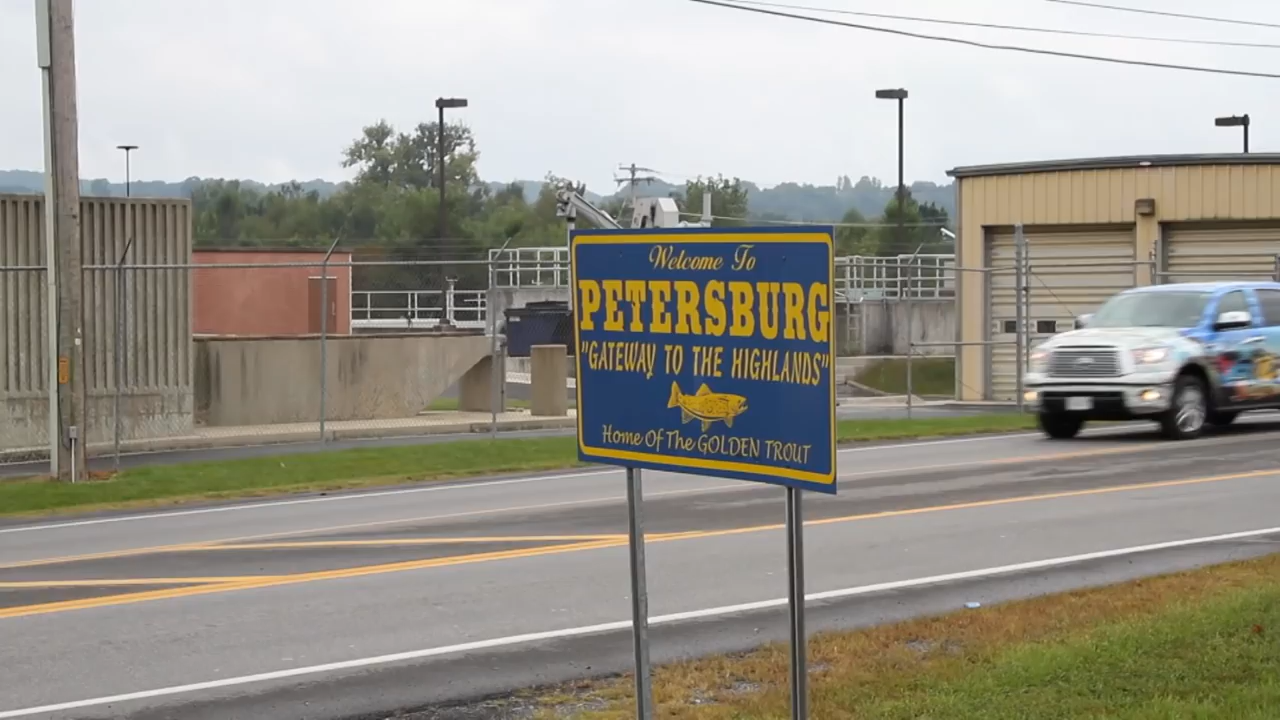 Welcome To
PETERSBURG
"GATEWAY TO THE HIGHLANDS"
Home Of The GOLDEN TROUT